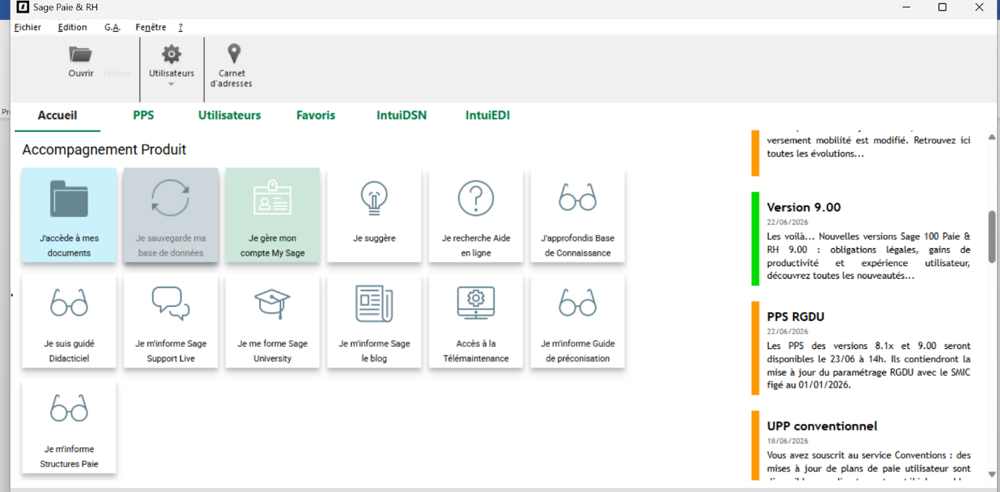 Sage Paie & RH
Fichier Edition G.A. Fenêtre ?
Ouvrir Fermer Utilisateurs Carnet
d'adresses
Accueil PPS Utilisateurs Favoris IntuiDSN IntuiEDI
Accompagnement Produit
J'accède à mes
documents
Je sauvegarde ma
base de données
Je gère mon
compte My Sage
Je suggère
Je recherche Aide
en ligne
J'approfondis Base
de Connaissance
Je suis guidé
Didacticiel
Je m'informe Sage
Support Live
Je me forme Sage
University
Je m'informe Sage
le blog
Accès à la
Télémaintenance
Je m'informe Guide
de préconisation
Je m'informe
Structures Paie
versement mobilité est modifié. Retrouvez ici
toutes les évolutions...
Version 9.00
22/06/2026
Les voilà... Nouvelles versions Sage 100 Paie &
RH 9.00 : obligations légales, gains de
productivité et expérience utilisateur,
découvrez toutes les nouveautés...
PPS RGDU
22/06/2026
Les PPS des versions 8.1x et 9.00 seront
disponibles le 23/06 à 14h. Ils contiendront la
mise à jour du paramétrage RGDU avec le SMIC
figé au 01/01/2026.
UPP conventionnel
18/06/2026
Vous avez souscrit au service Conventions : des
mises à jour de plans de paie utilisateur sont